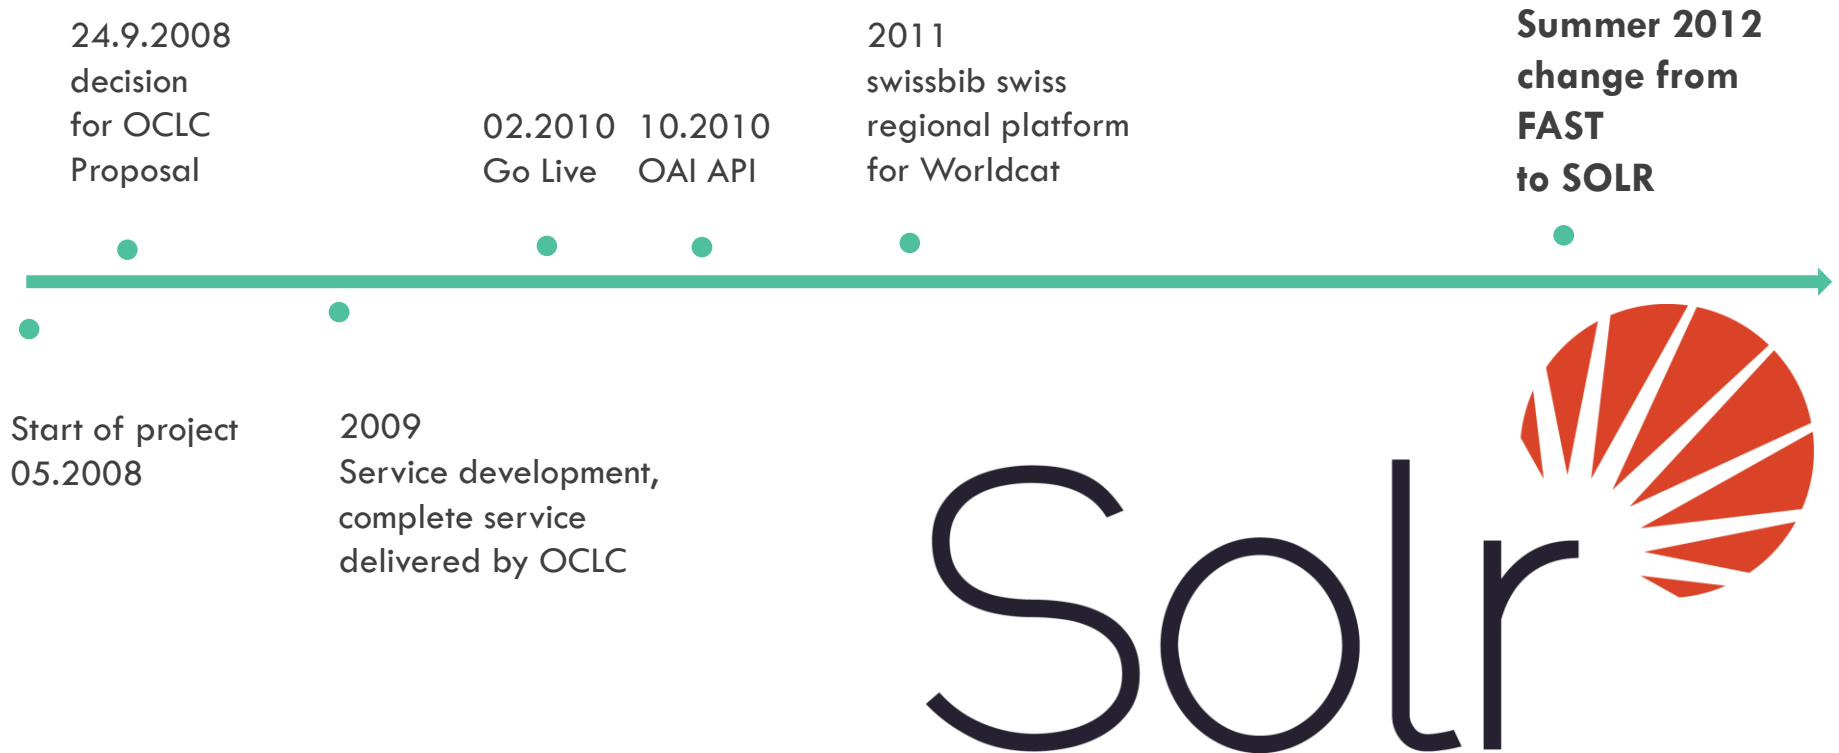 24.9.2008
decision
for OCLC
Proposal
02.2010
Go Live
10.2010
OAI API
2011
swissbib swiss
regional platform
for Worldcat
Summer 2012
change from
FAST
to SOLR
Start of project
05.2008
2009
Service development,
complete service
delivered by OCLC
Solr